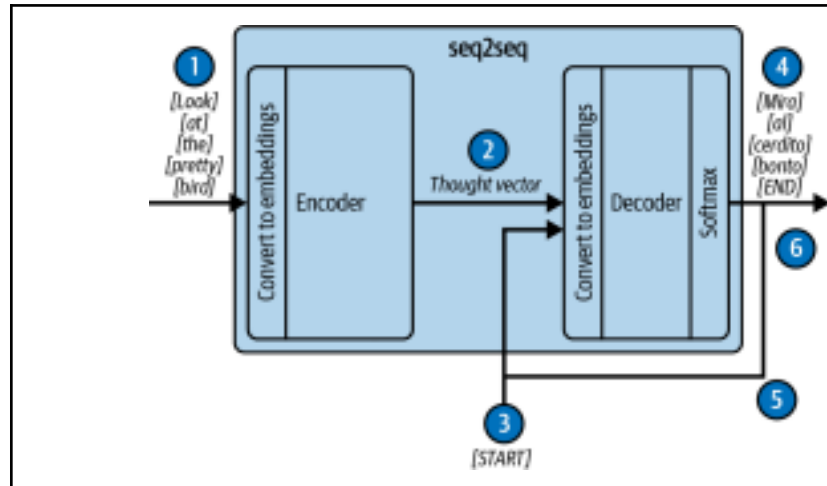 seq2seq
1
[Look]
[at]
[the]
[pretty]
[bird]
Convert to embeddings
Encoder
2
Thought vector
Convert to embeddings
Decoder
Softmax
4
[Mira]
[al]
[cerdito]
[bonto]
[END]
6
5
3
[START]